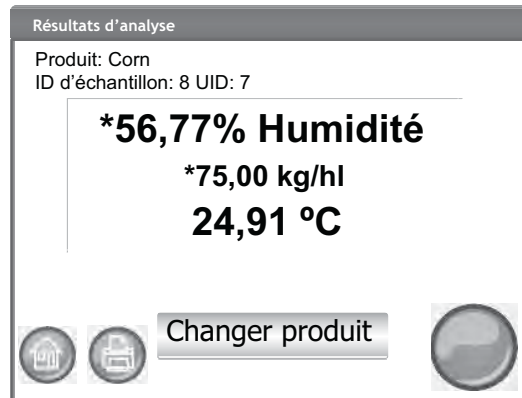 Résultats d'analyse
Produit: Corn
ID d'échantillon: 8 UID: 7
*56,77% Humidité
*75,00 kg/hl
24,91 ºC
Changer produit